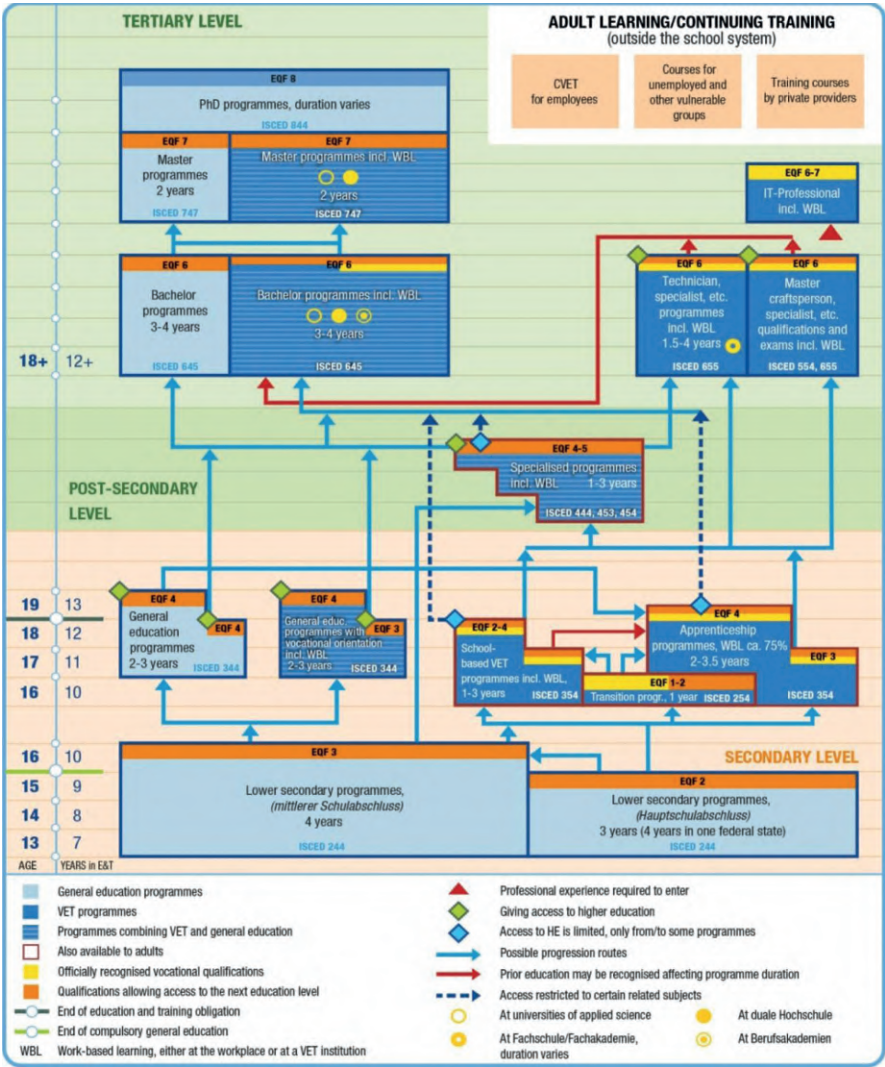 TERTIARY LEVEL
ADULT LEARNING/CONTINUING TRAINING
(outside the school system)
CVET
for employees
Courses for
unemployed and
other vulnerable
groups
Training courses
by private providers
EQF 8
PhD programmes, duration varies
ISCED 844
EQF 7
Master
programmes
2 years
ISCED 747
EQF 7
Master programmes incl. WBL
2 years
ISCED 747
EQF 6-7
IT-Professional
incl. WBL
EQF 6
Bachelor
programmes
3-4 years
ISCED 645
EQF 6
Bachelor programmes incl. WBL
3-4 years
ISCED 645
EQF 6
Technician,
specialist, etc.
programmes
incl. WBL
1.5-4 years
ISCED 655
EQF 6
Master
craftsperson,
specialist, etc.
qualifications and
exams incl. WBL
ISCED 554, 655
18+ 12+
POST-SECONDARY
LEVEL
EQF 4-5
Specialised programmes
incl. WBL 1-3 years
ISCED 444, 453, 454
19 13
18 12
17 11
16 10
EQF 4
General
education
programmes
2-3 years
EQF 4
ISCED 344
EQF 4
General educ.
programmes with
vocational orientation
incl. WBL
2-3 years
EQF 3
ISCED 344
EQF 2-4
School-
based VET
programmes incl. WBL,
1-3 years
ISCED 354
EQF 4
Apprenticeship
programmes, WBL ca. 75%
2-3.5 years
EQF 3
ISCED 354
EQF 1-2
Transition progr., 1 year ISCED 254
SECONDARY LEVEL
16 10
15 9
14 8
13 7
AGE YEARS in E&T
EQF 3
Lower secondary programmes,
(mittlerer Schulabschluss)
4 years
ISCED 244
EQF 2
Lower secondary programmes,
(Hauptschulabschluss)
3 years (4 years in one federal state)
ISCED 244
General education programmes
VET programmes
Programmes combining VET and general education
Also available to adults
Officially recognised vocational qualifications
Qualifications allowing access to the next education level
End of education and training obligation
End of compulsory general education
WBL Work-based learning, either at the workplace or at a VET institution
Professional experience required to enter
Giving access to higher education
Access to HE is limited, only from/to some programmes
Possible progression routes
Prior education may be recognised affecting programme duration
Access restricted to certain related subjects
At universities of applied science
At duale Hochschule
At Fachschule/Fachakademie,
duration varies
At Berufsakademien